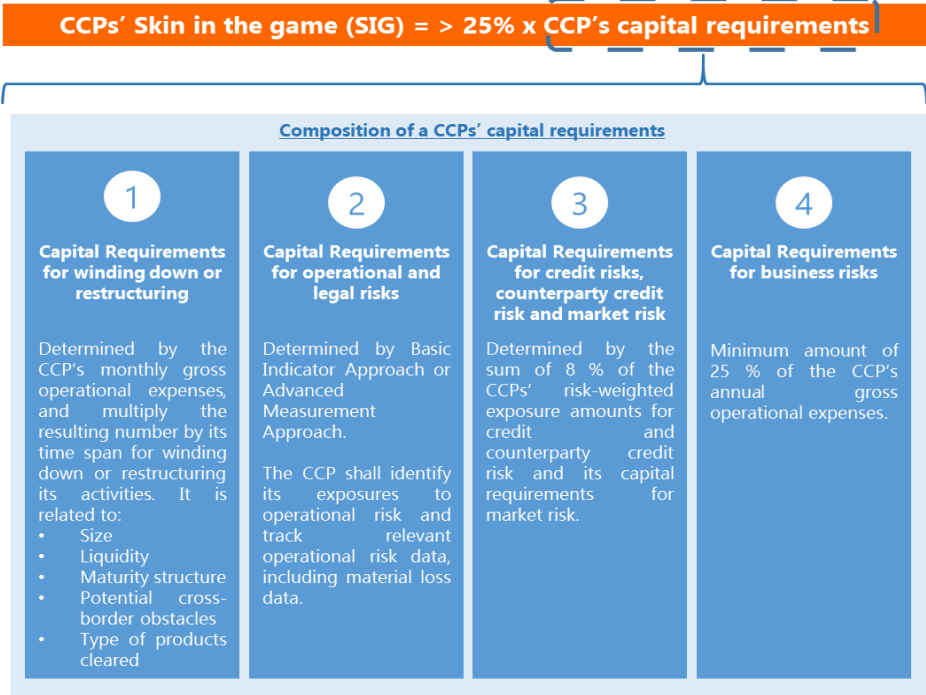 CCPs’ Skin in the game (SIG) = > 25% x CCP’s capital requirements
Composition of a CCPs’ capital requirements
1
Capital Requirements
for winding down or
restructuring
Determined by the
CCP’s monthly gross
operational expenses,
and multiply the
resulting number by its
time span for winding
down or restructuring
its activities. It is
related to:
• Size
• Liquidity
• Maturity structure
• Potential cross-
border obstacles
• Type of products
cleared
2
Capital Requirements
for operational and
legal risks
Determined by Basic
Indicator Approach or
Advanced
Measurement
Approach.
The CCP shall identify
its exposures to
operational risk and
track relevant
operational risk data,
including material loss
data.
3
Capital Requirements
for credit risks,
counterparty credit
risk and market risk
Determined by the
sum of 8 % of the
CCPs’ risk-weighted
exposure amounts for
credit and
counterparty credit
risk and its capital
requirements for
market risk.
4
Capital Requirements
for business risks
Minimum amount of
25 % of the CCP’s
annual gross
operational expenses.